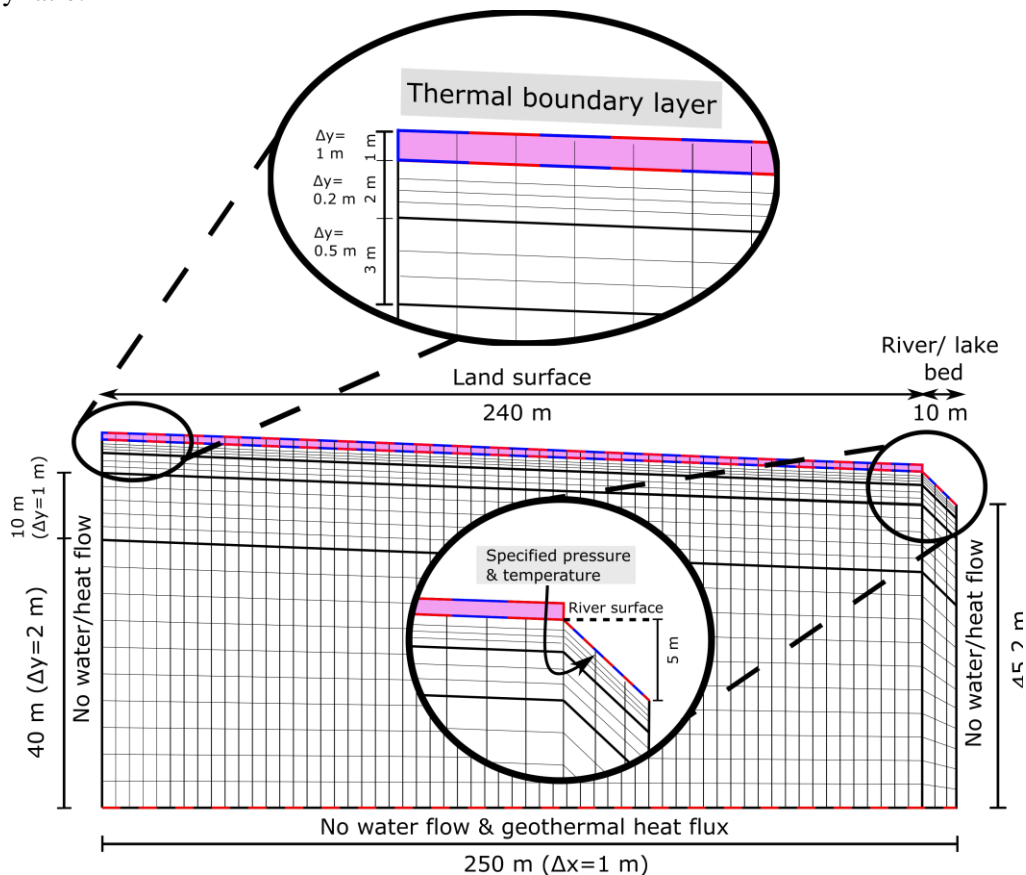 Thermal boundary layer
Δy=
1 m
1 m
Δy=
0.2 m
2 m
Δy=
0.5 m
3 m
River/ lake
bed
Land surface
240 m
10 m
10 m
(Δy=1 m)
40 m (Δy=2 m)
No water/heat flow
Specified pressure
& temperature
River surface
5 m
No water/heat flow
45.2 m
No water flow & geothermal heat flux
250 m (Δx=1 m)